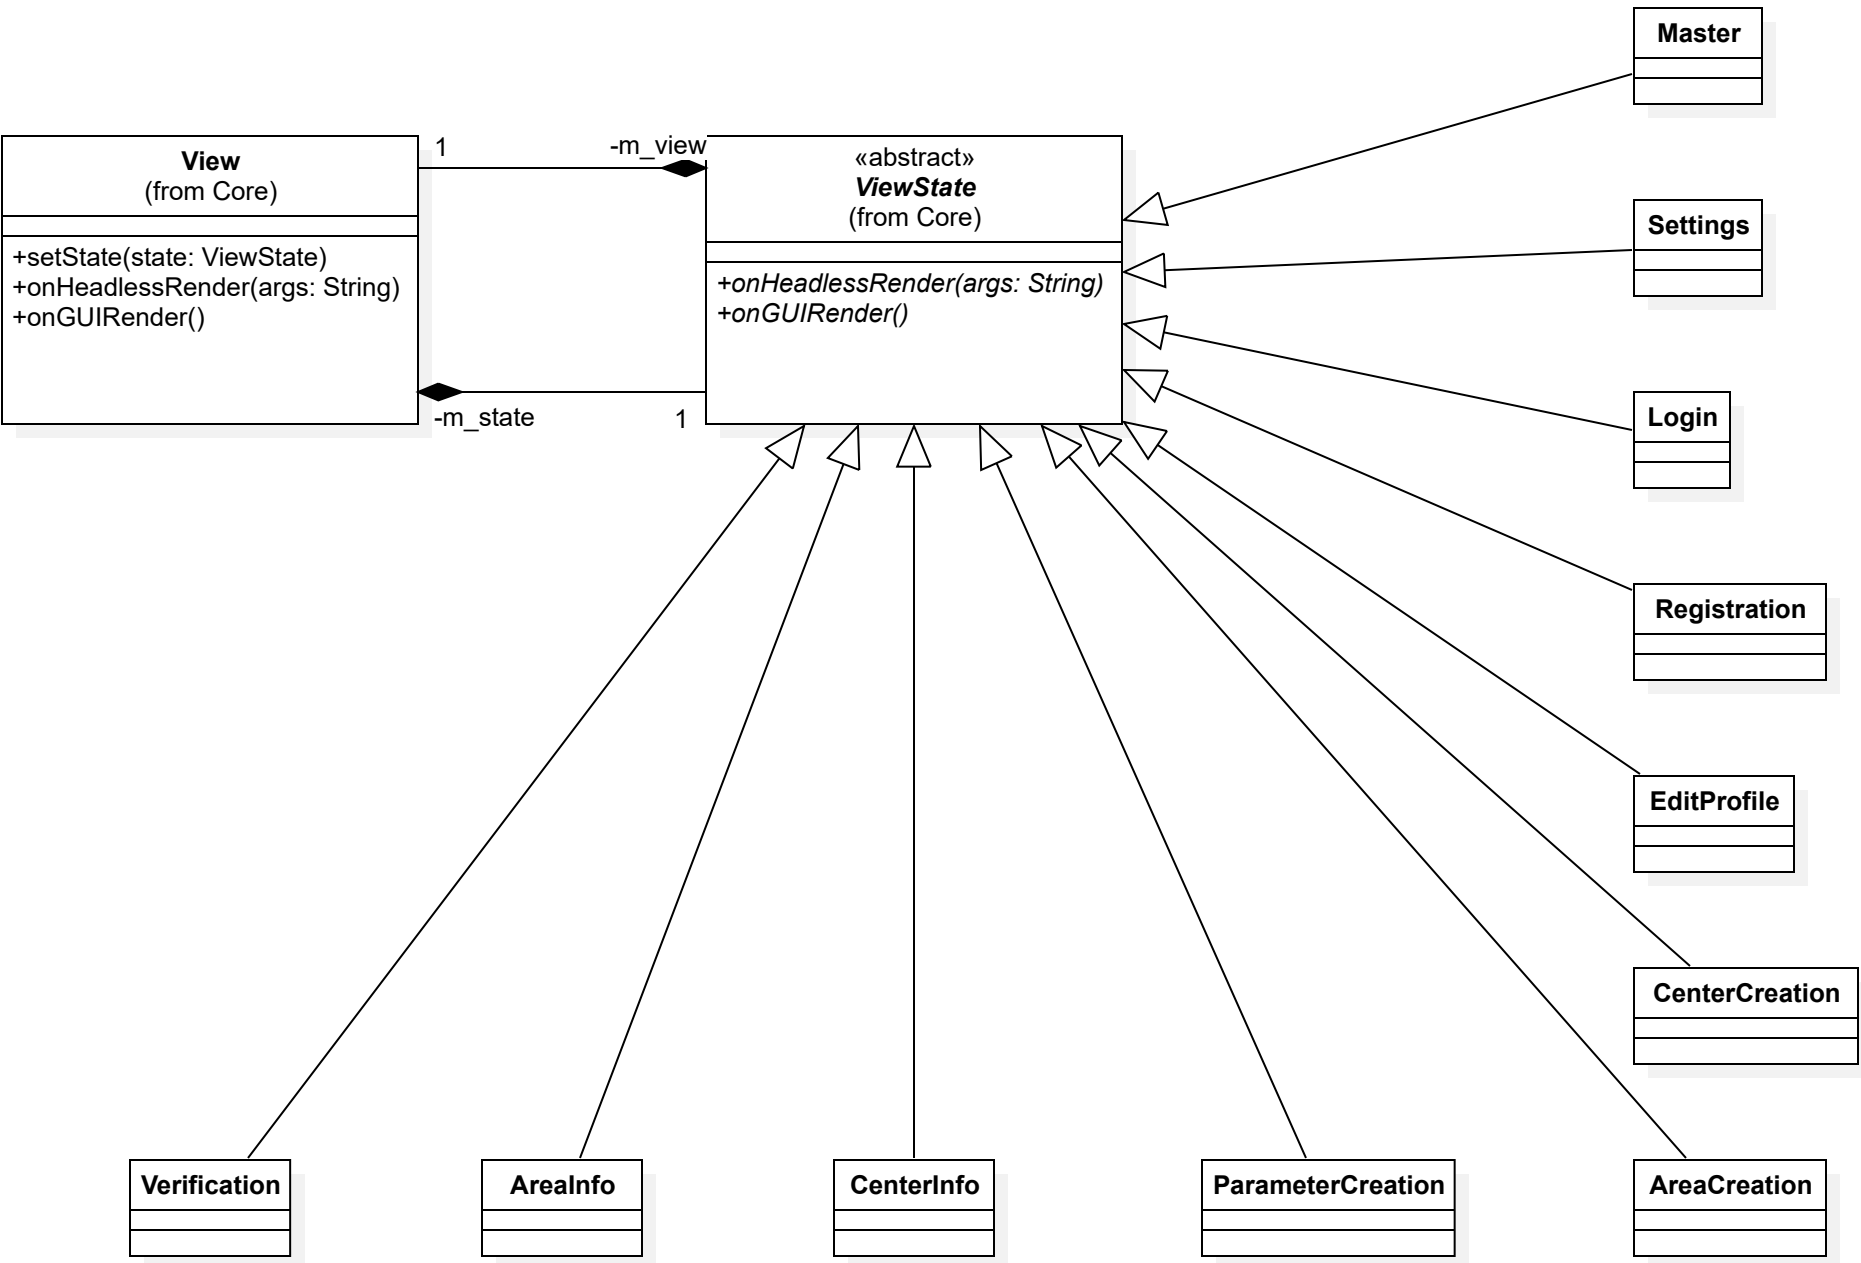 Master
View
(from Core)
+setState(state: ViewState)
+onHeadlessRender(args: String)
+onGUIRender()
1
-m_view
-m_state
1
«abstract»
ViewState
(from Core)
+onHeadlessRender(args: String)
+onGUIRender()
Settings
Login
Registration
EditProfile
CenterCreation
Verification
AreaInfo
CenterInfo
ParameterCreation
AreaCreation